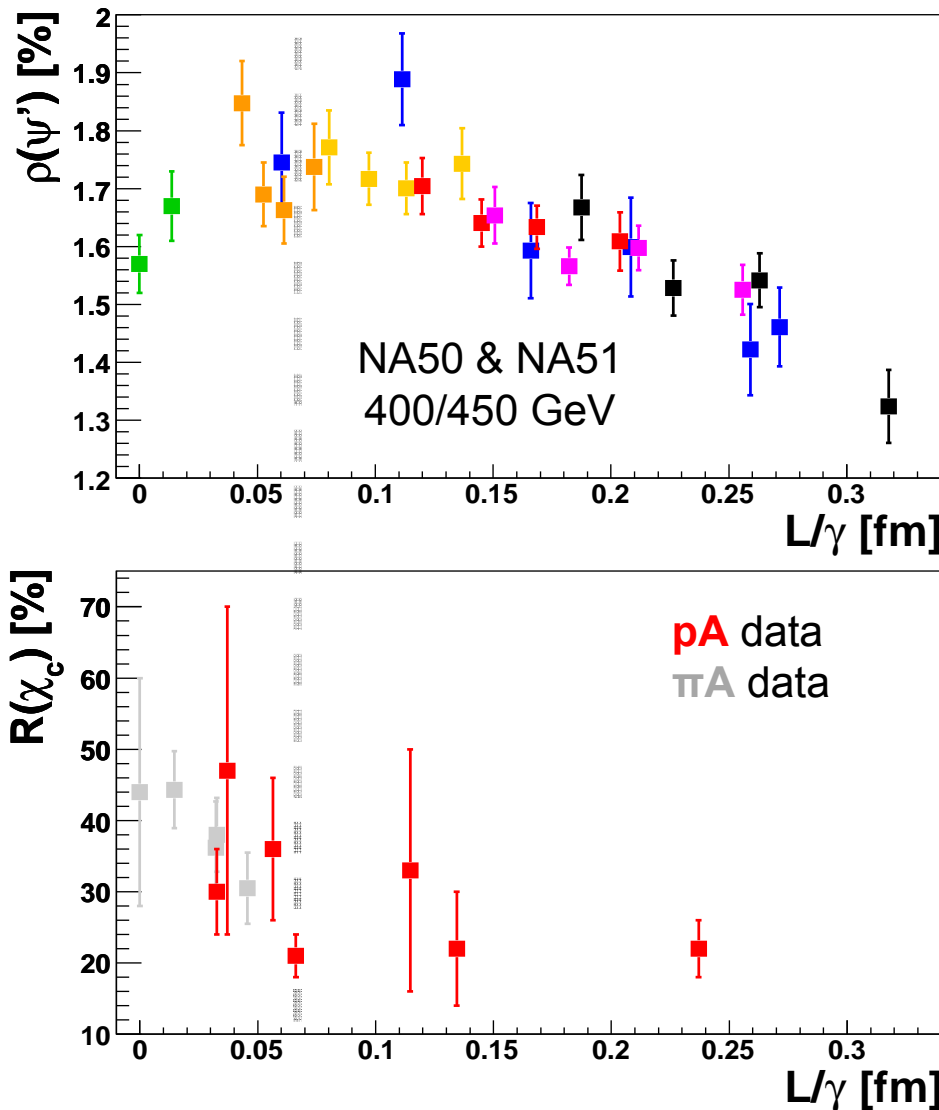 ρ(ψ') [%]
2
1.9
1.8
1.7
1.6
1.5
1.4
1.3
1.2
NA50 & NA51
400/450 GeV
0 0.05 0.1 0.15 0.2 0.25 0.3
L/γ [fm]
R(χc) [%]
70
60
50
40
30
20
10
pA data
πA data
0 0.05 0.1 0.15 0.2 0.25 0.3
L/γ [fm]